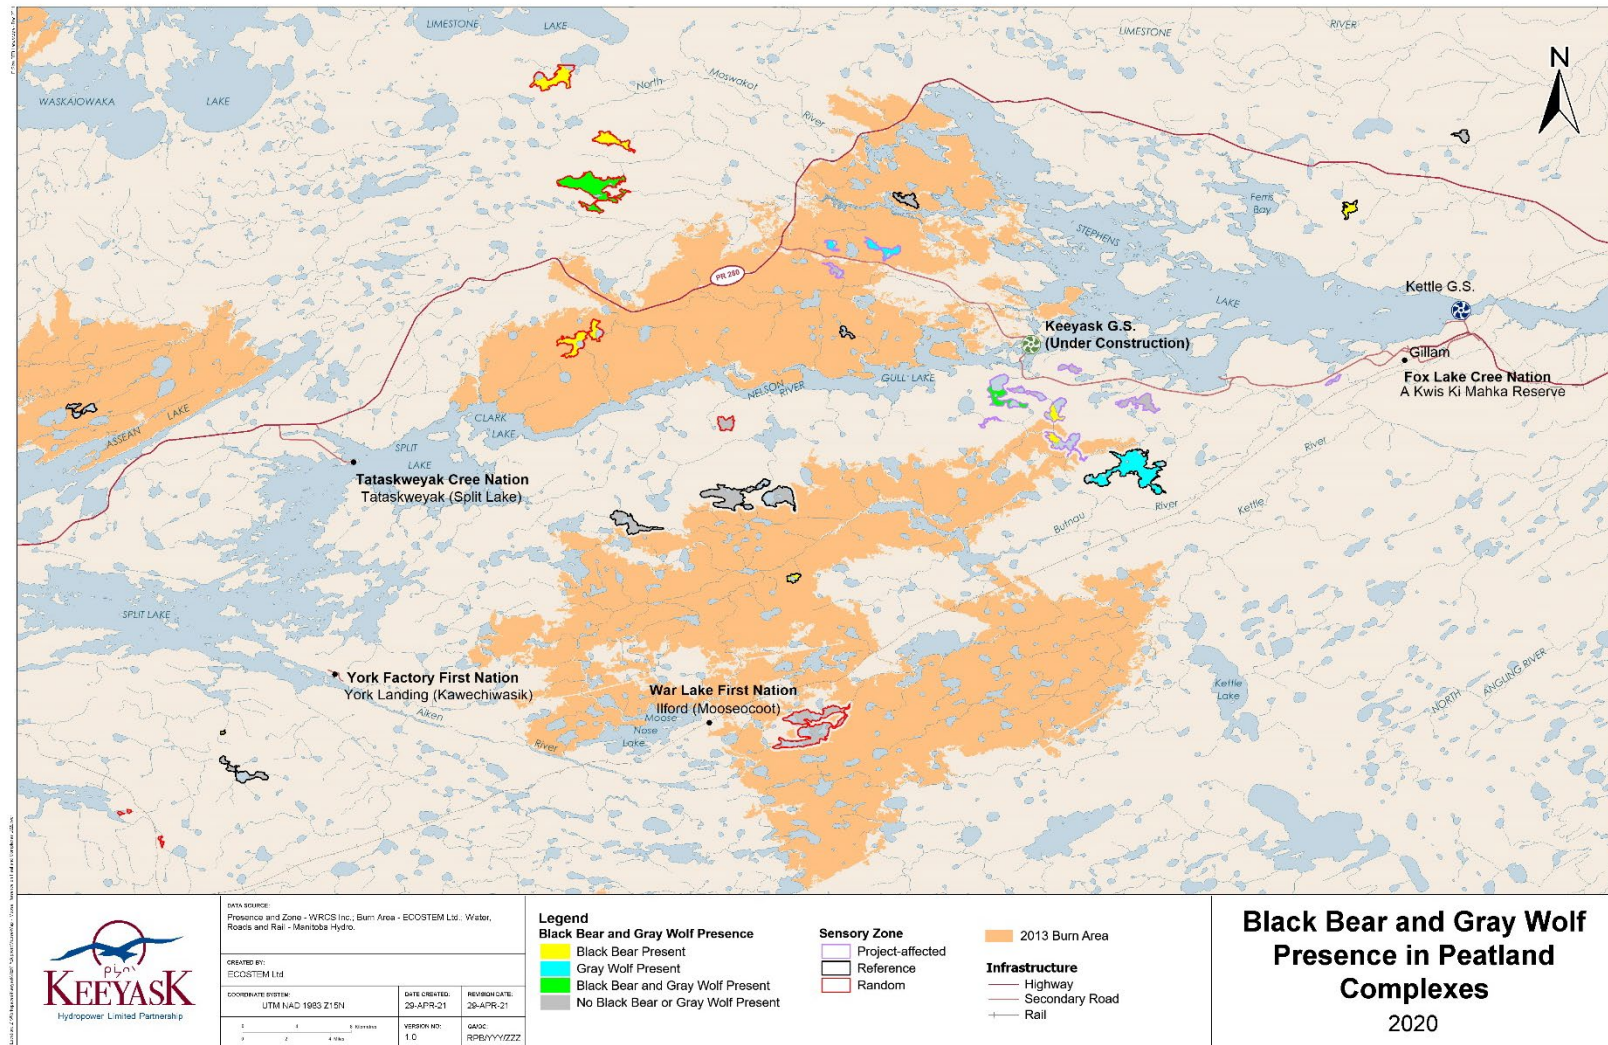 LIMESTONE
LAKE
LIMESTONE
RIVER
N
WASKAIOWAKA
LAKE
North
Moswakot
River
Ferris
Bay
STEPHENS
LAKE
PR 280
Kettle G.S.
Keeyask G.S.
(Under Construction)
Gillam
Fox Lake Cree Nation
A Kwis Ki Mahka Reserve
GULL LAKE
NELSON
RIVER
CLARK
LAKE
ASSEAN
LAKE
SPLIT
LAKE
Tataskweyak Cree Nation
Tataskweyak (Split Lake)
River
Kettle
River
Butnau
SPLIT LAKE
York Factory First Nation
York Landing (Kawechiwasik)
War Lake First Nation
Ilford (Mooseocoot)
Moose
Nose
Lake
Aiken
River
Kettle
Lake
NORTH
ANGLING RIVER
KEEYASK
Hydropower Limited Partnership
DATA SOURCE:
Presence and Zone - WRCS Inc.; Burn Area - ECOSTEM Ltd.; Water,
Roads and Rail - Manitoba Hydro.
CREATED BY:
ECOSTEM Ltd
COORDINATE SYSTEM:
UTM NAD 1983 Z15N
DATE CREATED:
29-APR-21
REVISION DATE:
29-APR-21
VERSION NO:
1.0
QA/QC:
RPB/YYY/ZZZ
8 Kilometres
4 Miles
Legend
Black Bear and Gray Wolf Presence
Black Bear Present
Gray Wolf Present
Black Bear and Gray Wolf Present
No Black Bear or Gray Wolf Present
Sensory Zone
Project-affected
Reference
Random
2013 Burn Area
Infrastructure
Highway
Secondary Road
Rail
Black Bear and Gray Wolf
Presence in Peatland
Complexes
2020